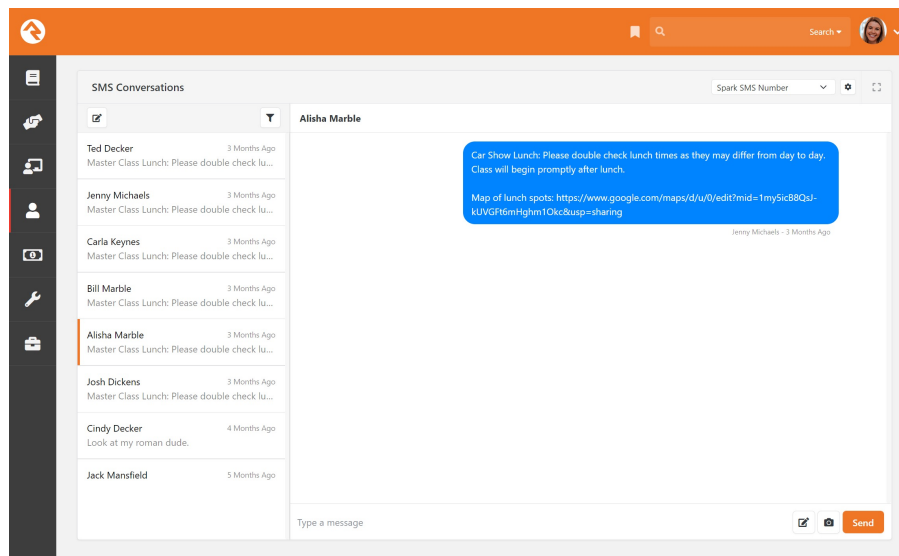 Search
SMS Conversations
Spark SMS Number
Alisha Marble
Ted Decker
3 Months Ago
Master Class Lunch: Please double check lu...
Jenny Michaels
3 Months Ago
Master Class Lunch: Please double check lu...
Carla Keynes
3 Months Ago
Master Class Lunch: Please double check lu...
Bill Marble
3 Months Ago
Master Class Lunch: Please double check lu...
Alisha Marble
3 Months Ago
Master Class Lunch: Please double check lu...
Josh Dickens
3 Months Ago
Master Class Lunch: Please double check lu...
Cindy Decker
4 Months Ago
Look at my roman dude.
Jack Mansfield
5 Months Ago
Car Show Lunch: Please double check lunch times as they may differ from day to day.
Class will begin promptly after lunch.
Map of lunch spots: https://www.google.com/maps/d/u/0/edit?mid=1my5icB8QsJ-
kUVGFt6mHghm1Okc&usp=sharing
Jenny Michaels - 3 Months Ago
Type a message
Send